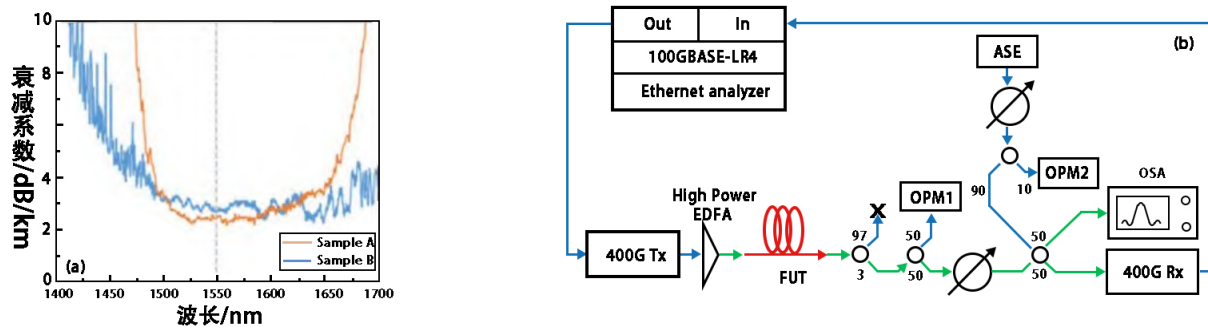 10
8
6
4
2
0
衰减系数/dB/km
(a)
Sample A
Sample B
1400
1450
1500
1550
1600
1650
1700
波长/nm
Out
In
100GBASE-LR4
Ethernet analyzer
(b)
ASE
OPM2
90
10
OSA
High Power
EDFA
X
OPM1
97
50
50
400G Tx
FUT
3
50
50
400G Rx